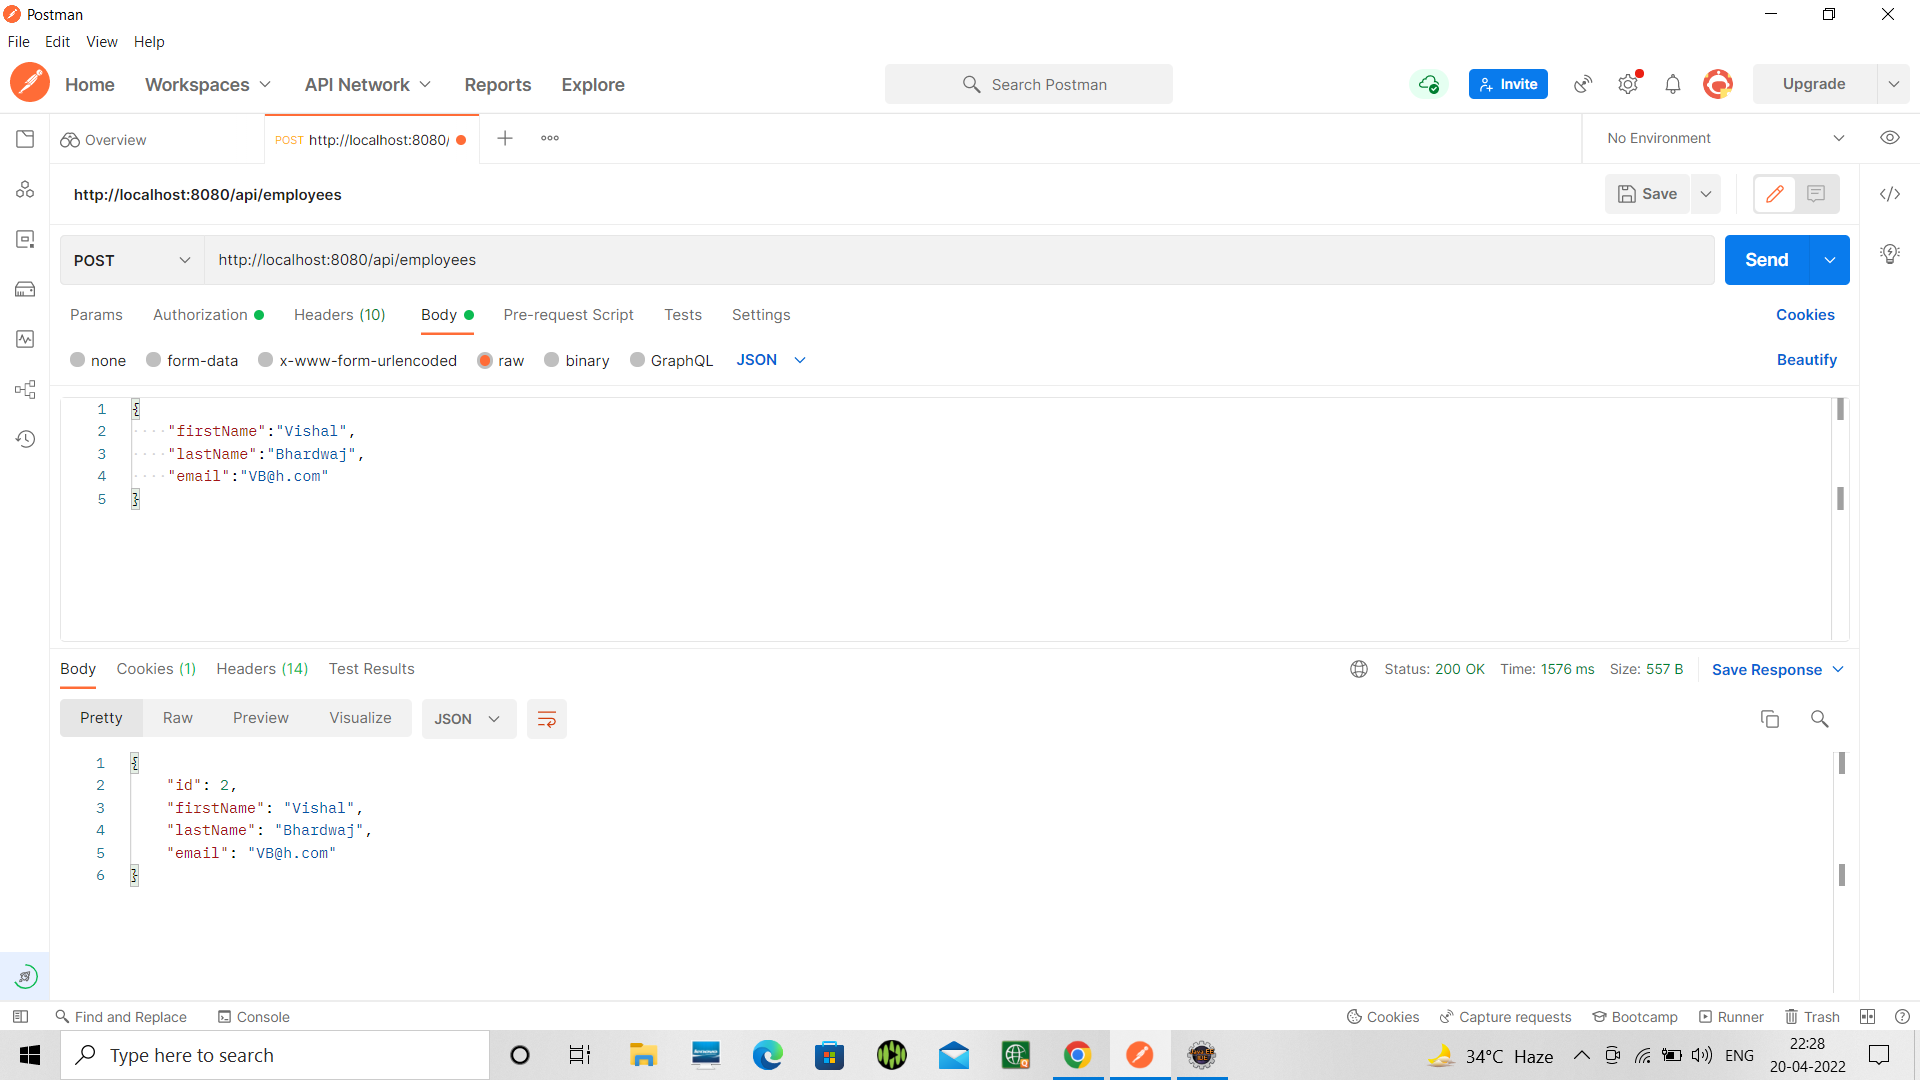 Postman
File Edit View Help
Home Workspaces API Network Reports Explore Search Postman Invite Upgrade
Overview POST http://localhost:8080/ No Environment
http://localhost:8080/api/employees Save
POST http://localhost:8080/api/employees Send
Params Authorization Headers (10) Body Pre-request Script Tests Settings Cookies
none form-data x-www-form-urlencoded raw binary GraphQL JSON Beautify
1 {
2 "firstName":"Vishal",
3 "lastName":"Bhardwaj",
4 "email":"VB@h.com"
5 }
Body Cookies (1) Headers (14) Test Results Status: 200 OK Time: 1576 ms Size: 557 B Save Response
Pretty Raw Preview Visualize JSON
1 {
2 "id": 2,
3 "firstName": "Vishal",
4 "lastName": "Bhardwaj",
5 "email": "VB@h.com"
6 }
Find and Replace Console Cookies Capture requests Bootcamp Runner Trash
Type here to search 34°C Haze ENG 22:28
20-04-2022